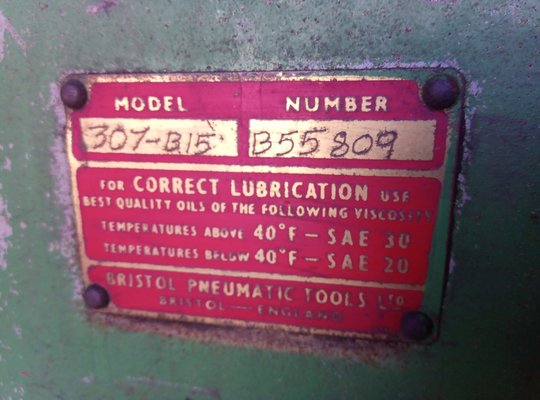 MODEL NUMBER
307-B15 B55809
FOR CORRECT LUBRICATION USE
BEST QUALITY OILS OF THE FOLLOWING VISCOSITY
TEMPERATURES ABOVE 40°F — SAE 30
TEMPERATURES BELOW 40°F — SAE 20
BRISTOL PNEUMATIC TOOLS LTD
BRISTOL — ENGLAND